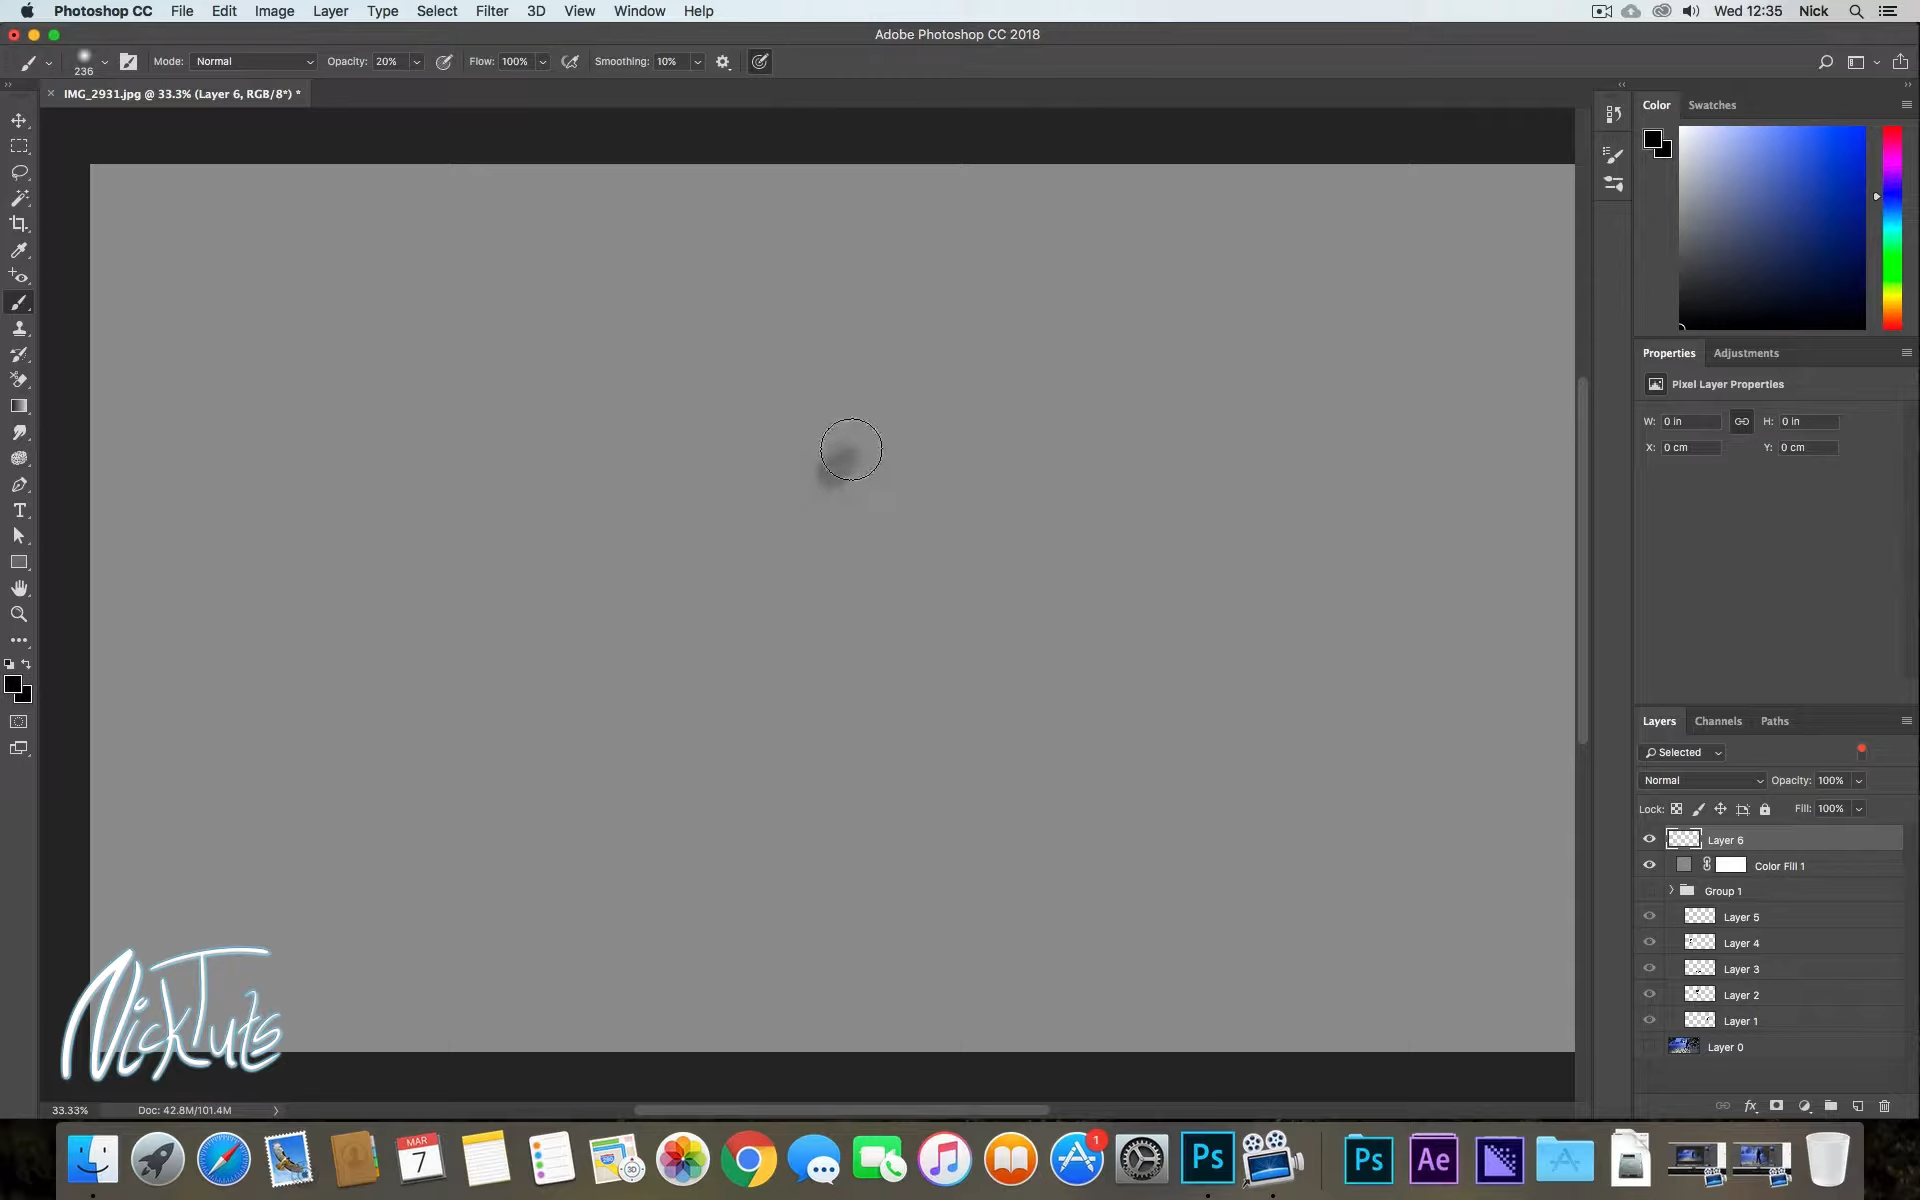 Photoshop CC File Edit Image Layer Type Select Filter 3D View Window Help Wed 12:35 Nick
Adobe Photoshop CC 2018
236 Mode: Normal Opacity: 20% Flow: 100% Smoothing: 10%
IMG_2931.jpg @ 33.3% (Layer 6, RGB/8*) *
Color Swatches
Properties Adjustments
Pixel Layer Properties
W: 0 in H: 0 in
X: 0 cm Y: 0 cm
Layers Channels Paths
Selected
Normal Opacity: 100%
Lock: Fill: 100%
Layer 6
Color Fill 1
Group 1
Layer 5
Layer 4
Layer 3
Layer 2
Layer 1
Layer 0
fx
NickTuts
33.33% Doc: 42.8M/101.4M
MAR
7
3D
1
Ps
Ps
Ae